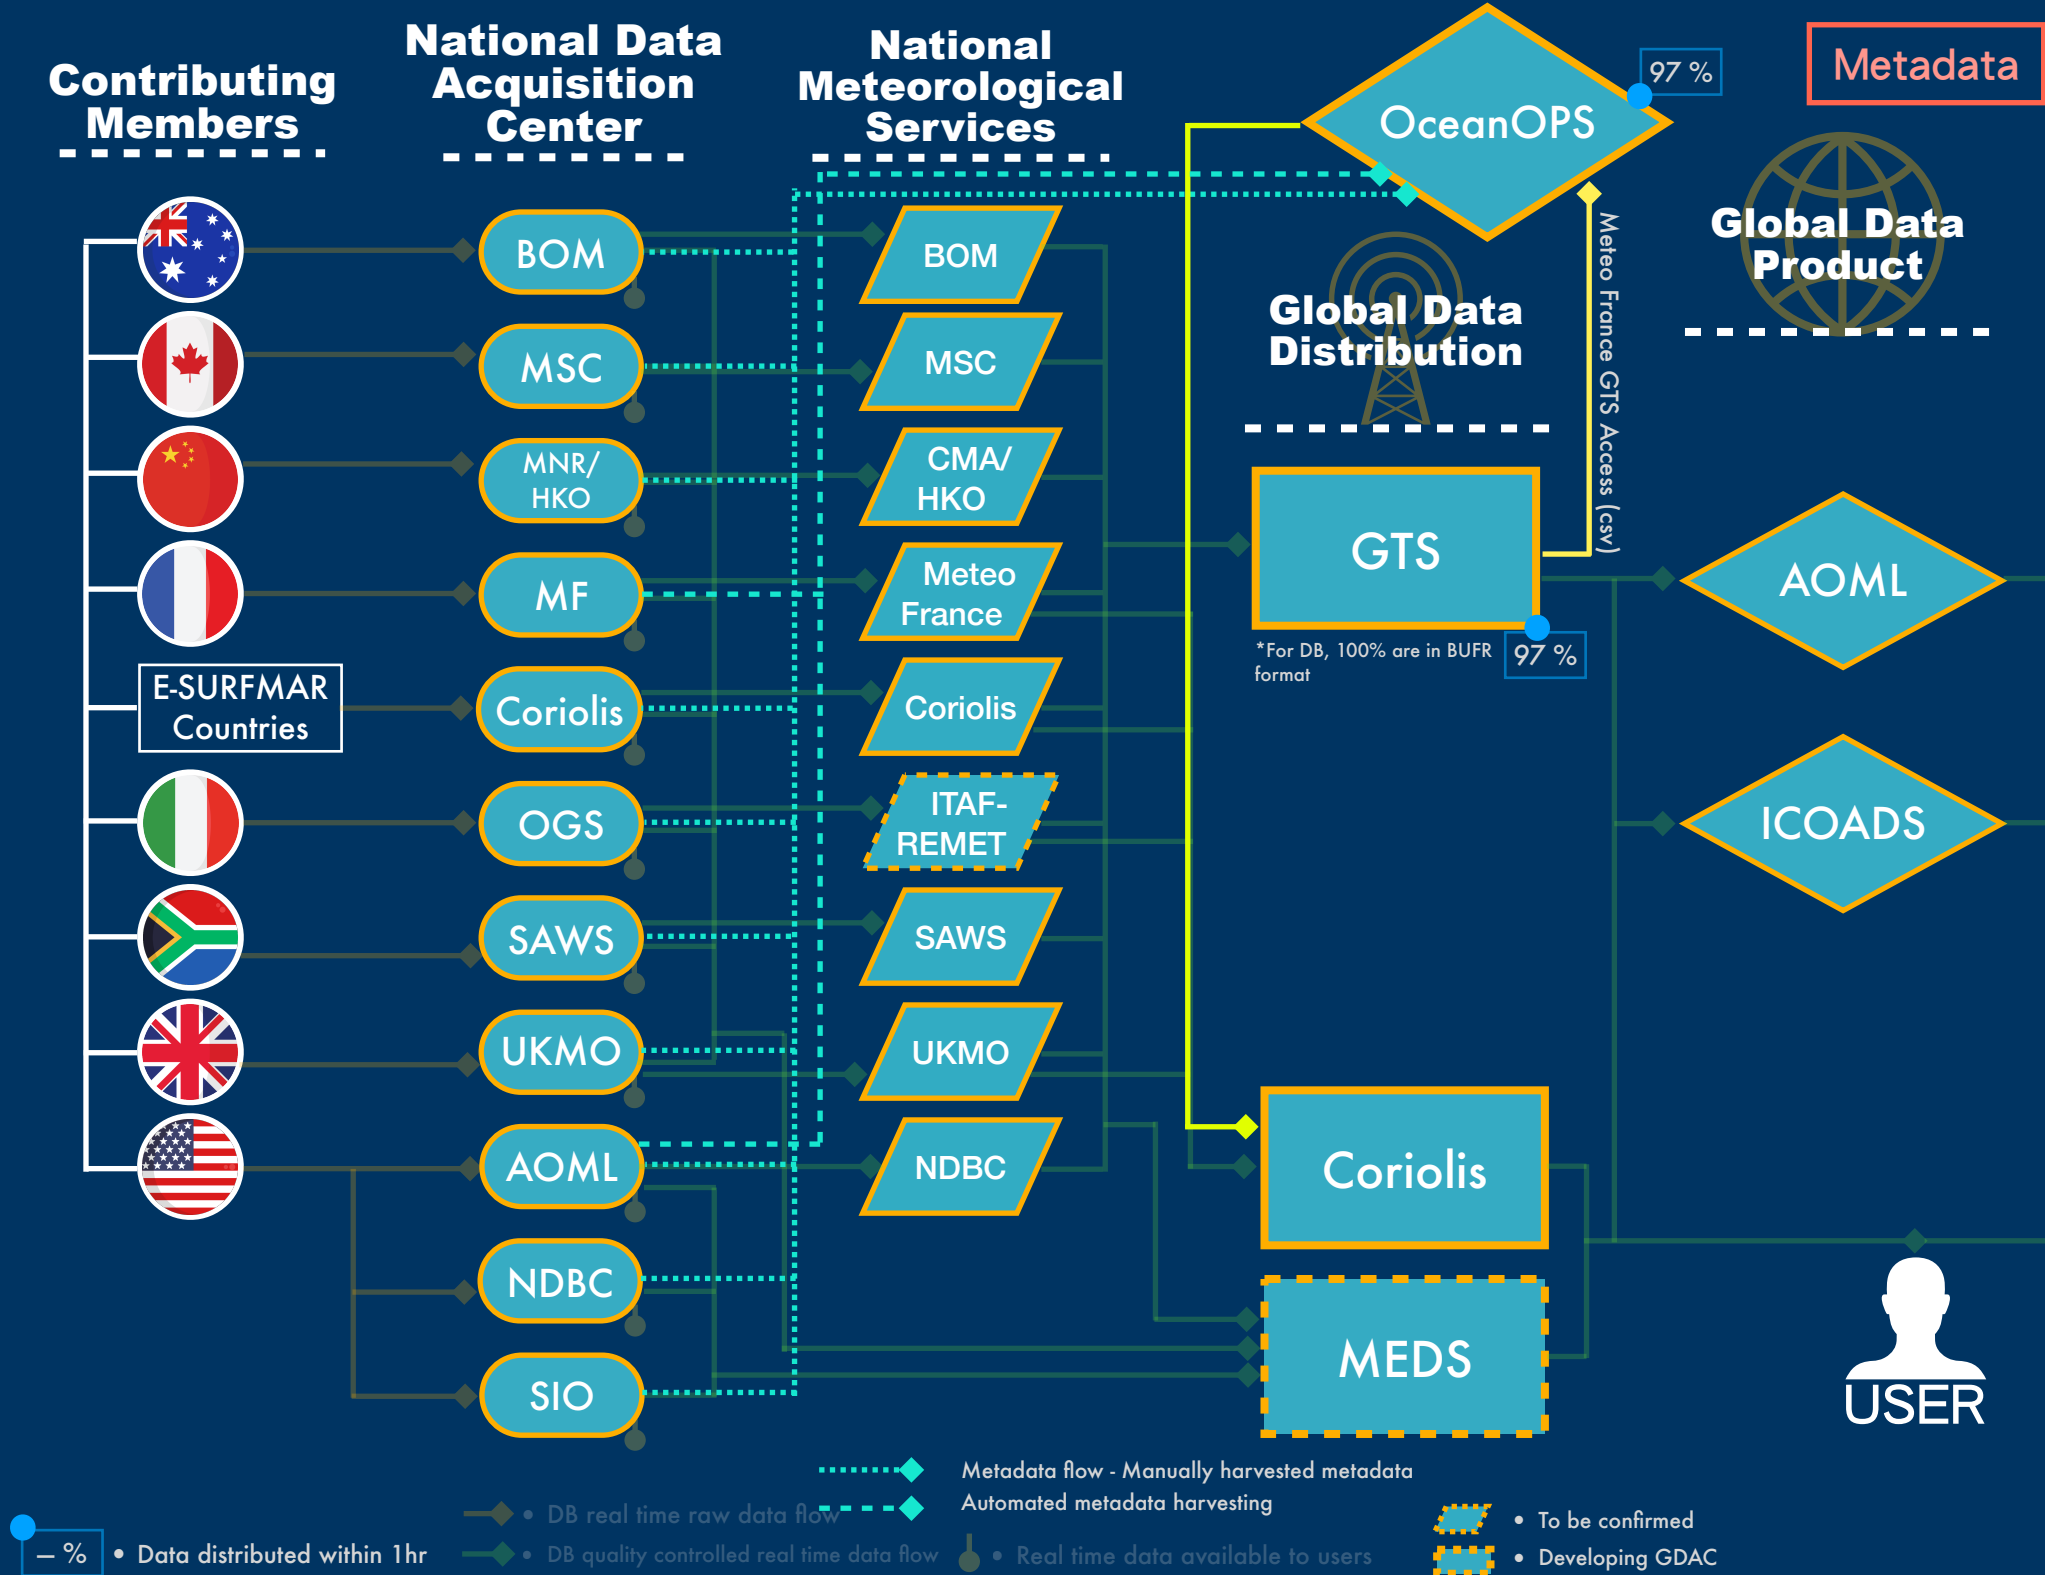 Contributing
Members
National Data
Acquisition
Center
National
Meteorological
Services
OceanOPS
97 %
Metadata
Global Data
Product
Global Data
Distribution
Meteo France GTS Access (csv)
BOM
MSC
MNR/
HKO
MF
E-SURFMAR
Countries
Coriolis
OGS
SAWS
UKMO
AOML
NDBC
SIO
BOM
MSC
CMA/
HKO
Meteo
France
Coriolis
ITAF-
REMET
SAWS
UKMO
NDBC
GTS
*For DB, 100% are in BUFR
format
97 %
Coriolis
MEDS
AOML
ICOADS
USER
Metadata flow - Manually harvested metadata
Automated metadata harvesting
– %
• Data distributed within 1hr
• DB real time raw data flow
• DB quality controlled real time data flow
• Real time data available to users
• To be confirmed
• Developing GDAC